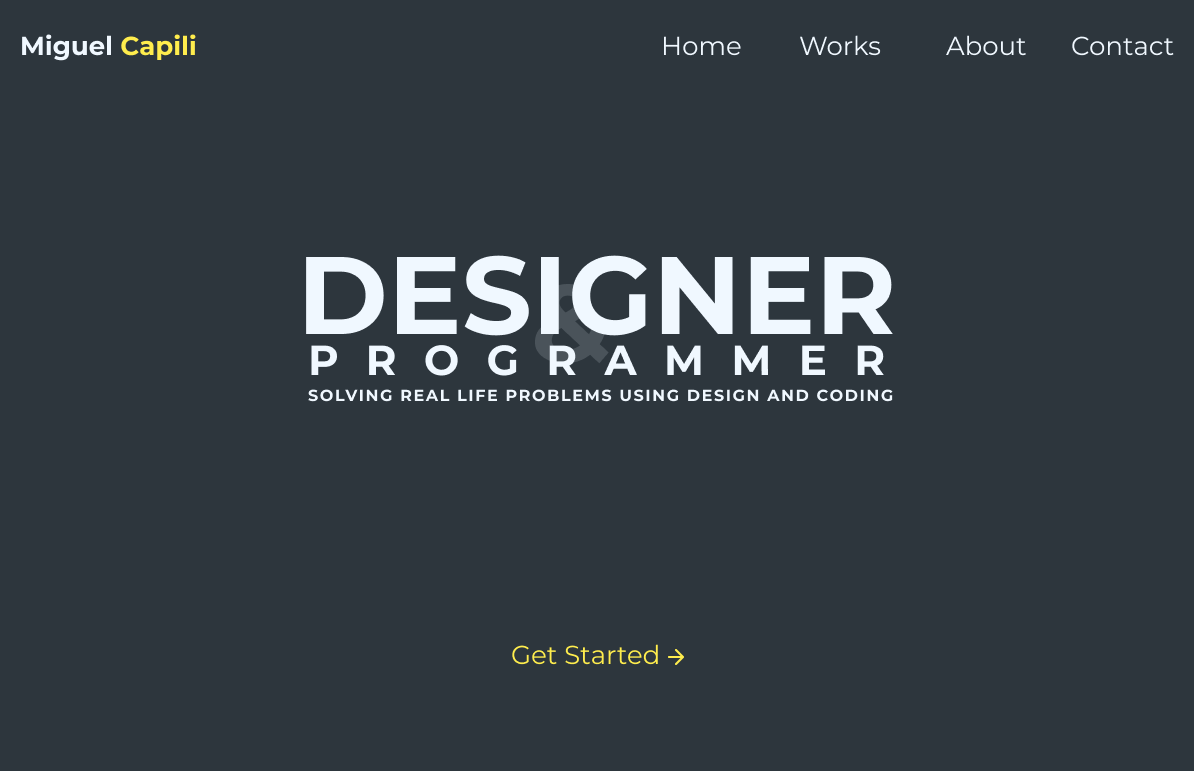 Miguel Capili
Home Works About Contact
DESIGNER
&
PROGRAMMER
SOLVING REAL LIFE PROBLEMS USING DESIGN AND CODING
Get Started →